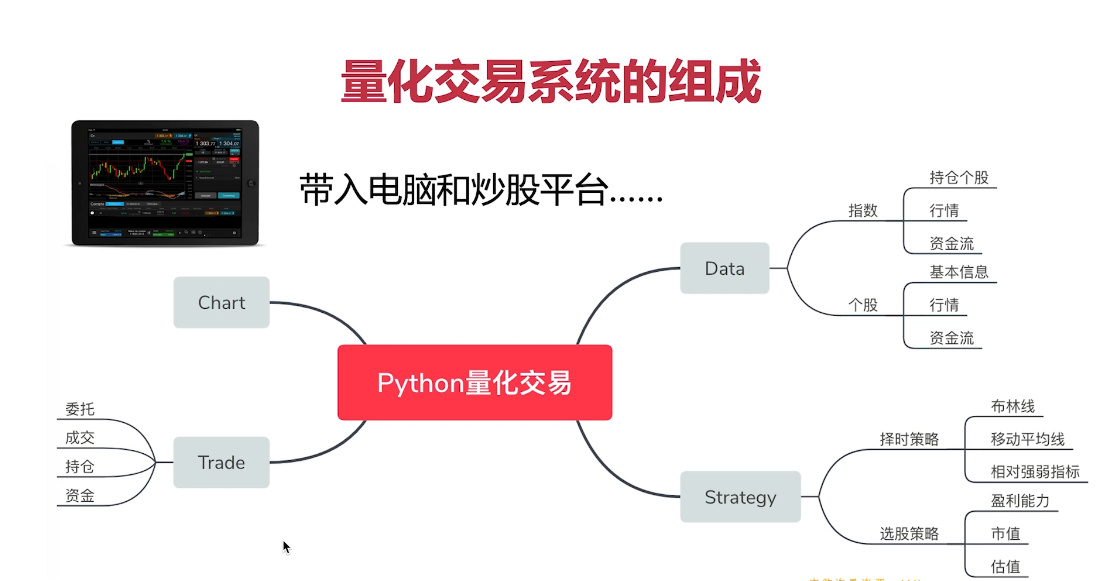 量化交易系统的组成
带入电脑和炒股平台......
Python量化交易
Chart
Trade
委托
成交
持仓
资金
Data
指数
持仓个股
行情
资金流
个股
基本信息
行情
资金流
Strategy
择时策略
布林线
移动平均线
相对强弱指标
选股策略
盈利能力
市值
估值